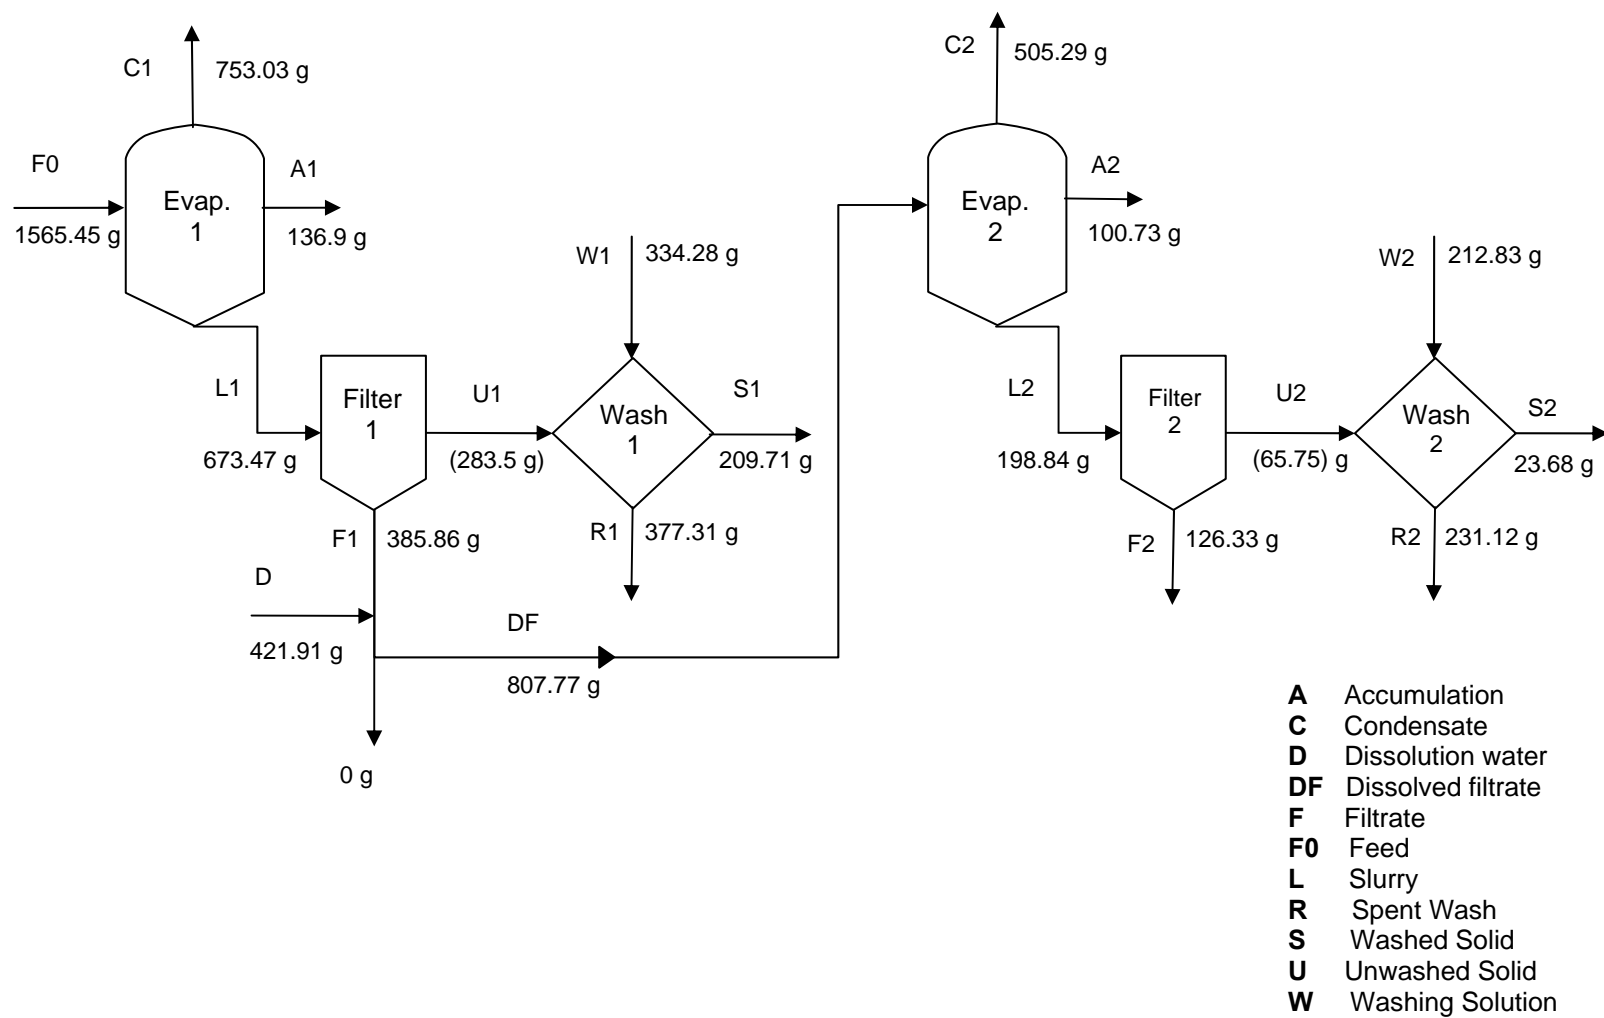 C1
753.03 g
F0
1565.45 g
Evap.
1
A1
136.9 g
L1
673.47 g
Filter
1
U1
(283.5 g)
W1
334.28 g
Wash
1
S1
209.71 g
F1
385.86 g
R1
377.31 g
D
421.91 g
DF
807.77 g
0 g
C2
505.29 g
Evap.
2
A2
100.73 g
L2
198.84 g
Filter
2
U2
(65.75) g
W2
212.83 g
Wash
2
S2
23.68 g
F2
126.33 g
R2
231.12 g
A Accumulation
C Condensate
D Dissolution water
DF Dissolved filtrate
F Filtrate
F0 Feed
L Slurry
R Spent Wash
S Washed Solid
U Unwashed Solid
W Washing Solution